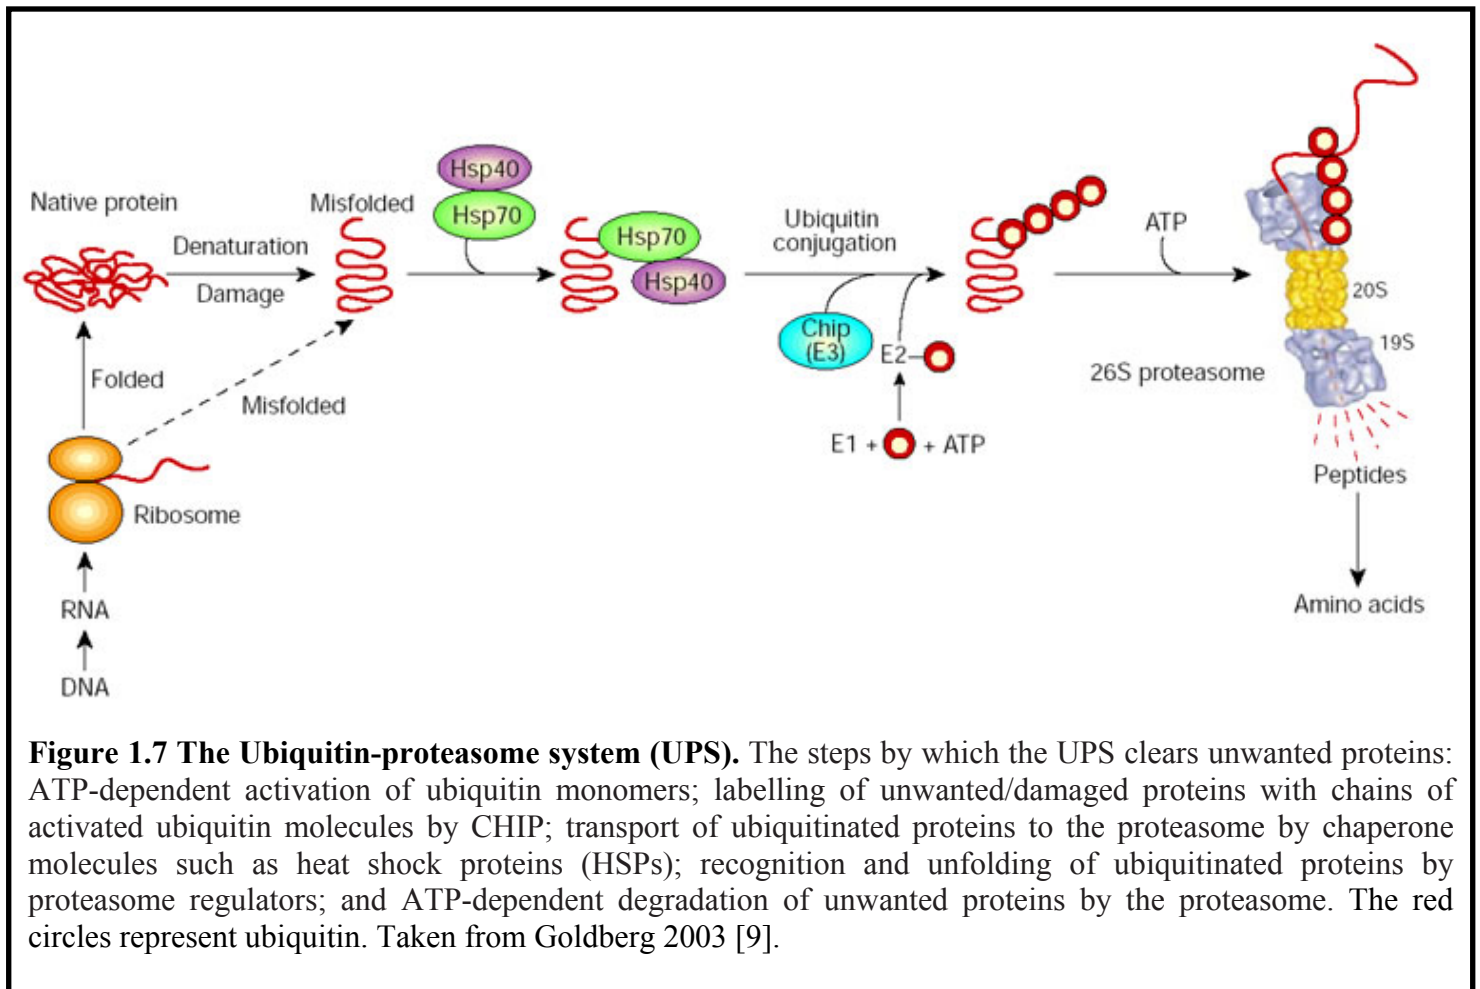 Native protein
Denaturation
Damage
Misfolded
Hsp40
Hsp70
Hsp70
Hsp40
Ubiquitin
conjugation
Chip
(E3)
E2
E1 +
+ ATP
ATP
20S
19S
26S proteasome
Peptides
Amino acids
Folded
Misfolded
Ribosome
RNA
DNA
Figure 1.7 The Ubiquitin-proteasome system (UPS). The steps by which the UPS clears unwanted proteins:
ATP-dependent activation of ubiquitin monomers; labelling of unwanted/damaged proteins with chains of
activated ubiquitin molecules by CHIP; transport of ubiquitinated proteins to the proteasome by chaperone
molecules such as heat shock proteins (HSPs); recognition and unfolding of ubiquitinated proteins by
proteasome regulators; and ATP-dependent degradation of unwanted proteins by the proteasome. The red
circles represent ubiquitin. Taken from Goldberg 2003 [9].